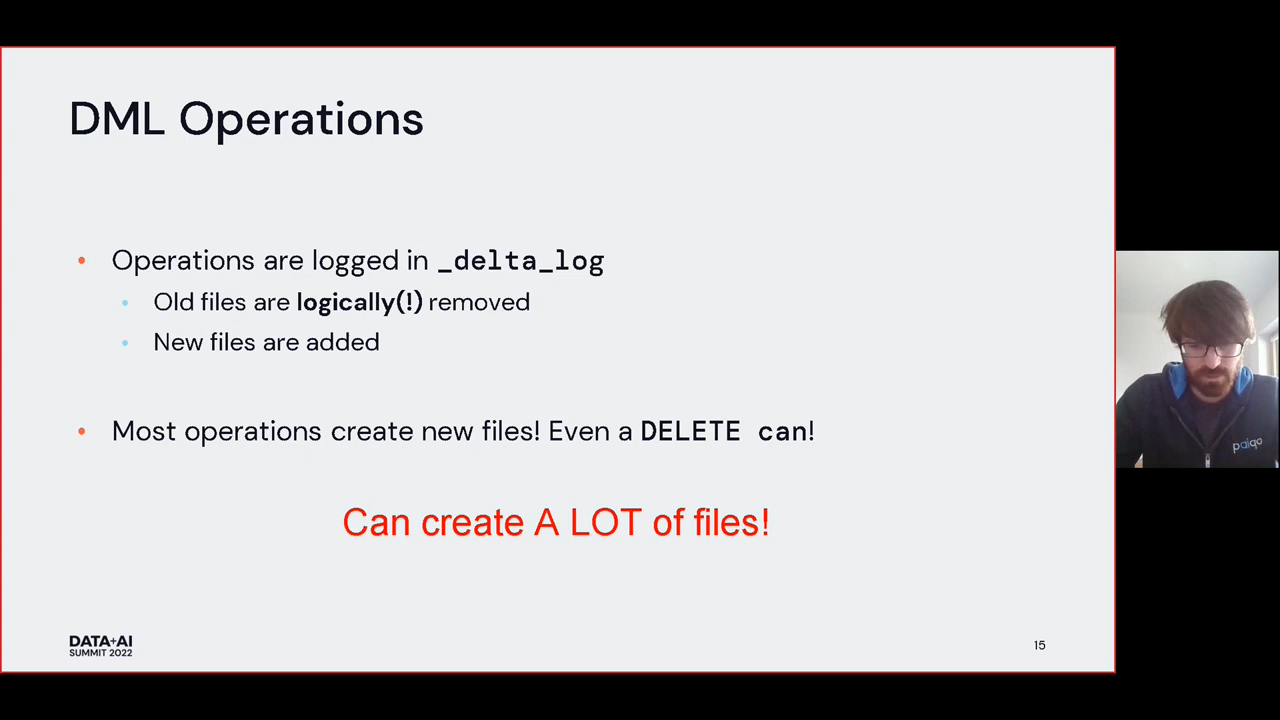 DML Operations
• Operations are logged in _delta_log
• Old files are logically(!) removed
• New files are added
• Most operations create new files! Even a DELETE can!
Can create A LOT of files!
DATA+AI
SUMMIT 2022
15
paiqo